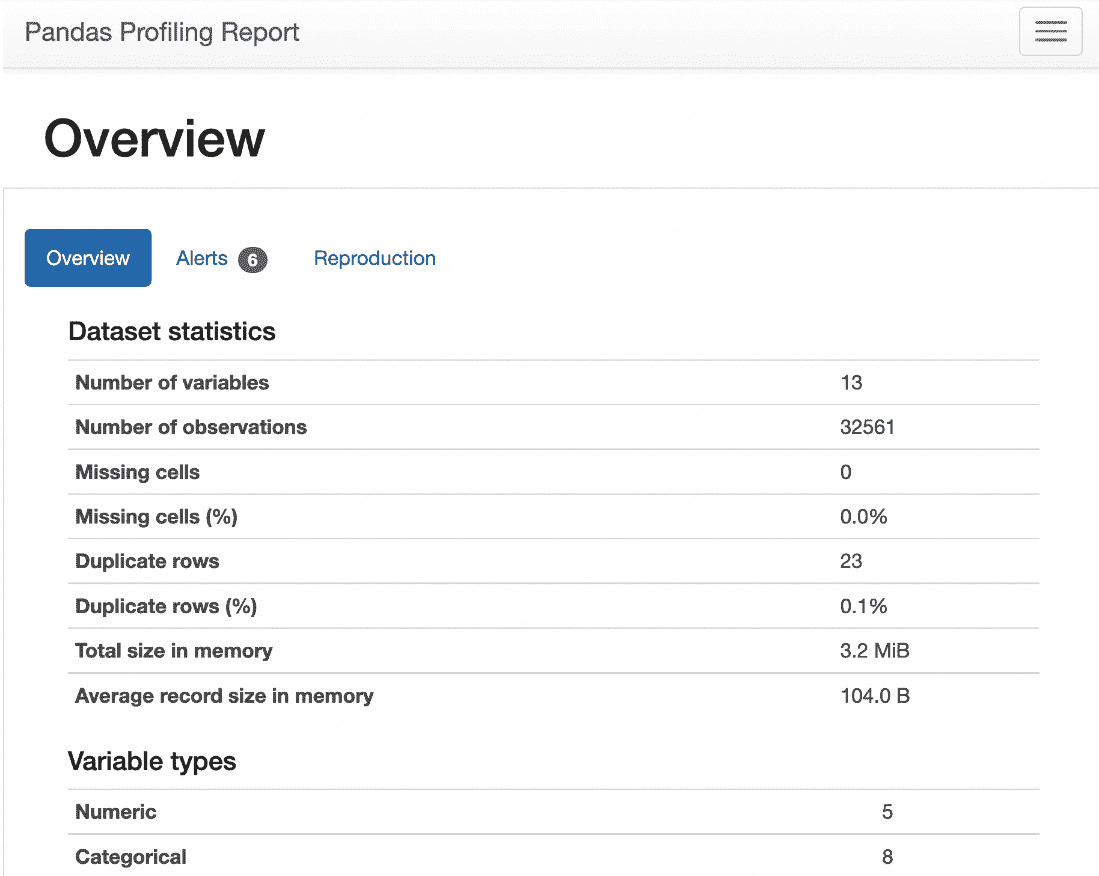 Pandas Profiling Report
Overview
Overview Alerts 6 Reproduction
Dataset statistics
Number of variables 13
Number of observations 32561
Missing cells 0
Missing cells (%) 0.0%
Duplicate rows 23
Duplicate rows (%) 0.1%
Total size in memory 3.2 MiB
Average record size in memory 104.0 B
Variable types
Numeric 5
Categorical 8